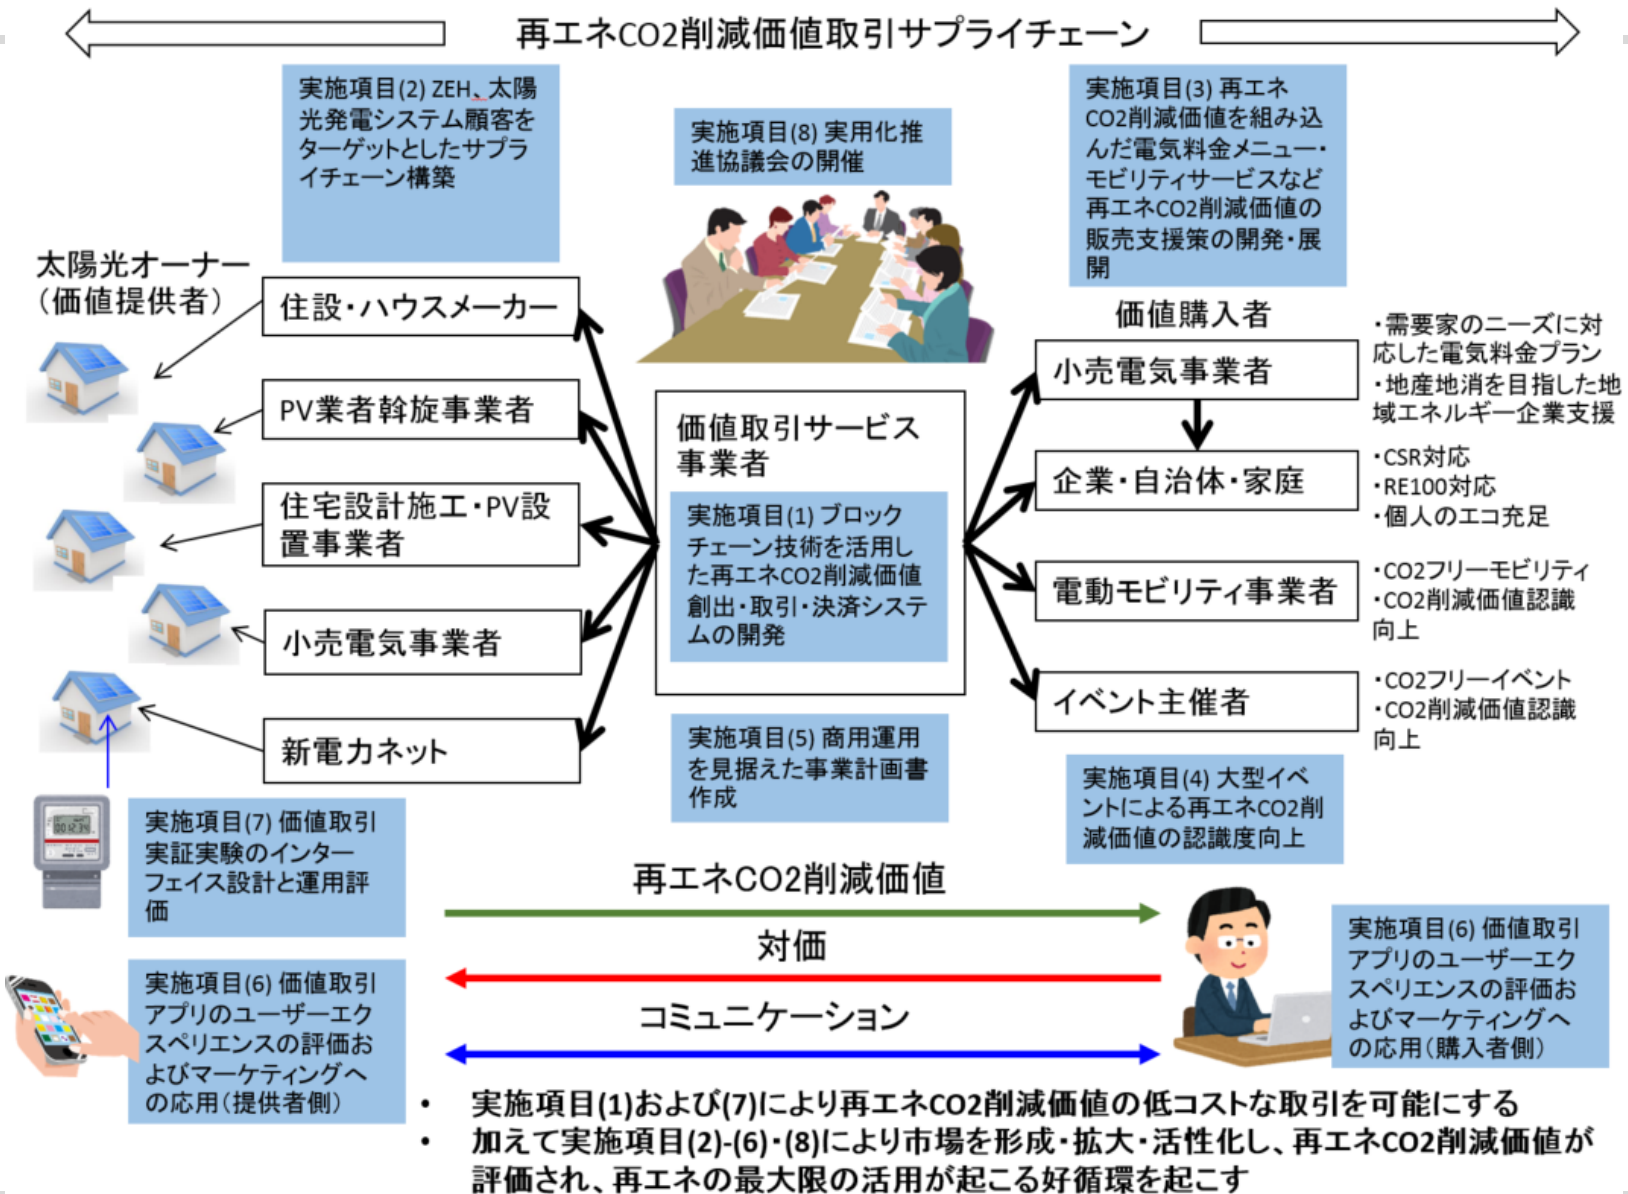 再エネCO2削減価値取引サプライチェーン
実施項目(2) ZEH、太陽
光発電システム顧客を
ターゲットとしたサプラ
イチェーン構築
実施項目(8) 実用化推
進協議会の開催
実施項目(3) 再エネ
CO2削減価値を組み込
んだ電気料金メニュー・
モビリティサービスなど
再エネCO2削減価値の
販売支援策の開発・展
開
太陽光オーナー
（価値提供者）
住設・ハウスメーカー
PV業者斡旋事業者
住宅設計施工・PV設
置事業者
小売電気事業者
新電力ネット
価値取引サービス
事業者
実施項目(1) ブロック
チェーン技術を活用し
た再エネCO2削減価値
創出・取引・決済システ
ムの開発
実施項目(5) 商用運用
を見据えた事業計画書
作成
価値購入者
小売電気事業者
・需要家のニーズに対
応した電気料金プラン
・地産地消を目指した地
域エネルギー企業支援
企業・自治体・家庭
・CSR対応
・RE100対応
・個人のエコ充足
電動モビリティ事業者
・CO2フリーモビリティ
・CO2削減価値認識
向上
イベント主催者
・CO2フリーイベント
・CO2削減価値認識
向上
実施項目(4) 大型イベ
ントによる再エネCO2削
減価値の認識度向上
実施項目(7) 価値取引
実証実験のインター
フェイス設計と運用評
価
実施項目(6) 価値取引
アプリのユーザーエク
スペリエンスの評価お
よびマーケティングへ
の応用（提供者側）
再エネCO2削減価値
対価
コミュニケーション
実施項目(6) 価値取引
アプリのユーザーエク
スペリエンスの評価お
よびマーケティングへ
の応用（購入者側）
• 実施項目(1)および(7)により再エネCO2削減価値の低コストな取引を可能にする
• 加えて実施項目(2)-(6)・(8)により市場を形成・拡大・活性化し、再エネCO2削減価値が
評価され、再エネの最大限の活用が起こる好循環を起こす